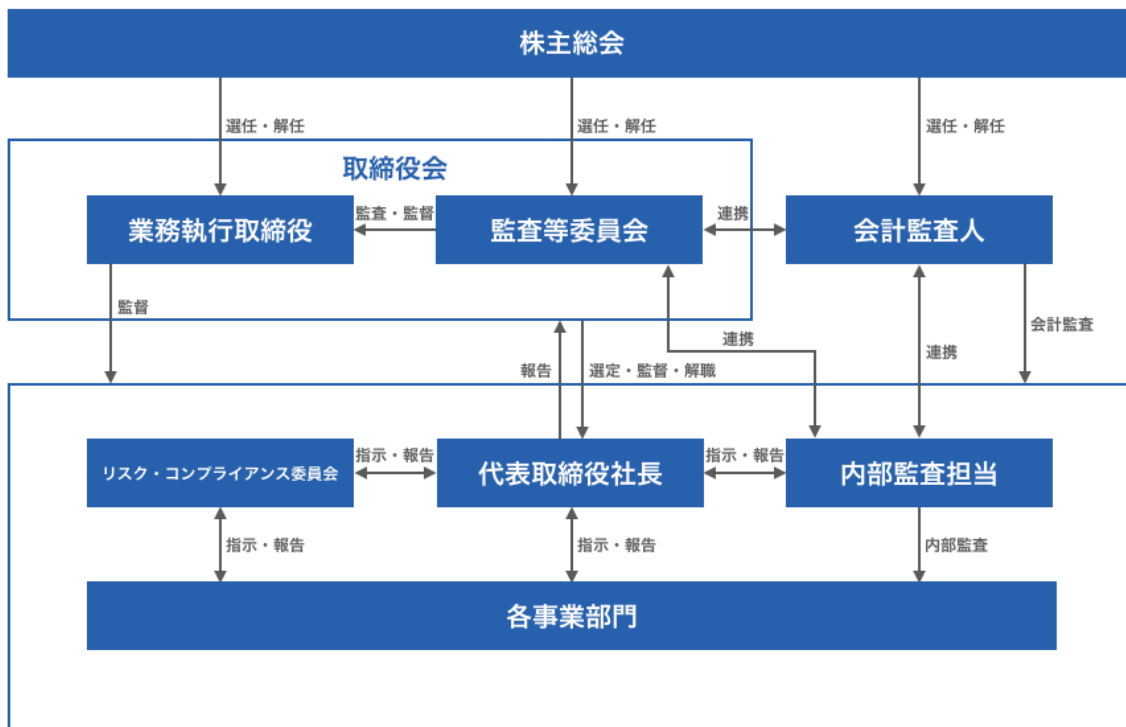 株主総会
選任・解任
選任・解任
選任・解任
取締役会
業務執行取締役
監査・監督
監査等委員会
連携
会計監査人
監督
報告
選定・監督・解職
連携
連携
会計監査
リスク・コンプライアンス委員会
指示・報告
代表取締役社長
指示・報告
内部監査担当
指示・報告
指示・報告
内部監査
各事業部門